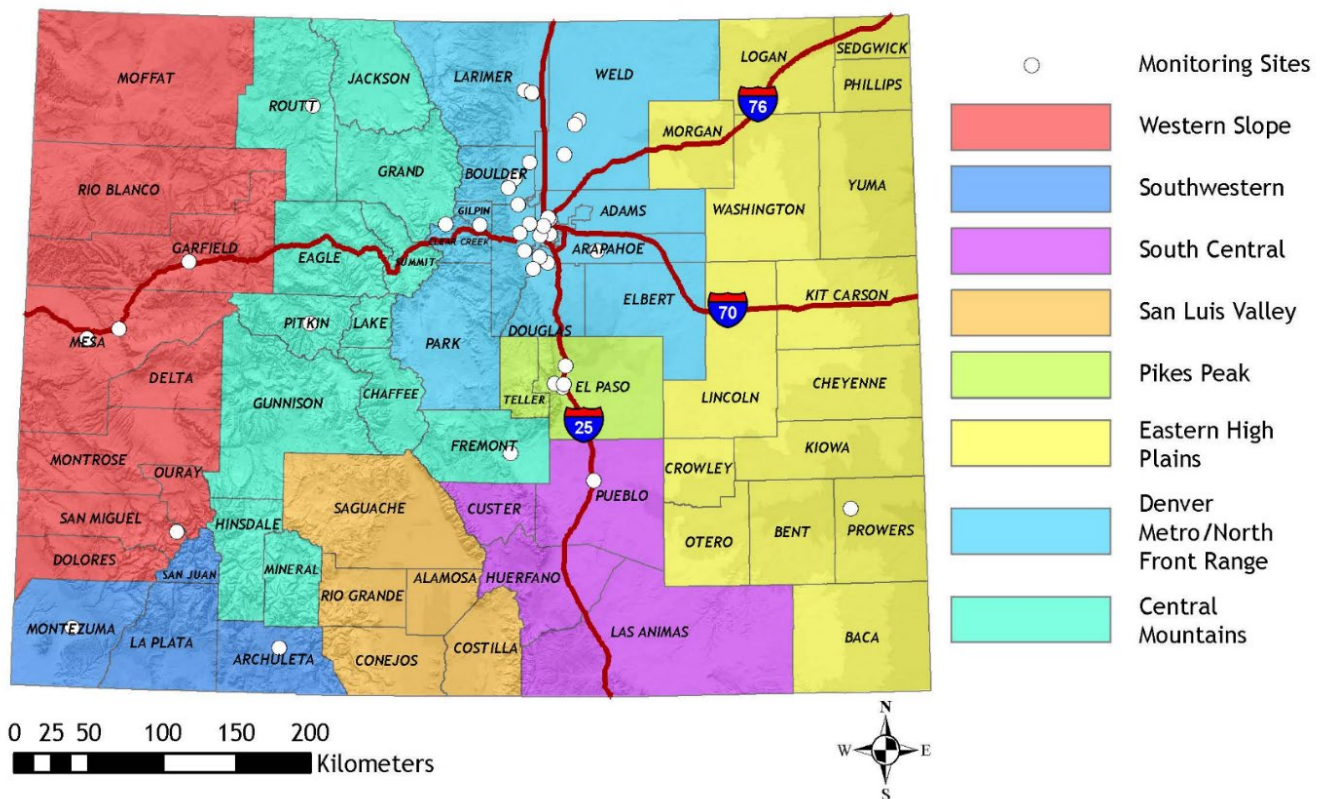 MOFFAT
ROUTT
JACKSON
LARIMER
WELD
LOGAN
SEDGWICK
PHILLIPS
76
MORGAN
RIO BLANCO
GRAND
BOULDER
GILPIN
ADAMS
WASHINGTON
YUMA
GARFIELD
EAGLE
SUMMIT
CLEAR CREEK
ARAPAHOE
ELBERT
70
KIT CARSON
MESA
PITKIN
LAKE
PARK
DOUGLAS
DELTA
GUNNISON
CHAFFEE
TELLER
EL PASO
LINCOLN
CHEYENNE
25
MONTROSE
OURAY
FREMONT
CROWLEY
KIOWA
SAN MIGUEL
HINSDALE
SAGUACHE
CUSTER
PUEBLO
OTERO
BENT
PROWERS
DOLORES
SAN JUAN
MINERAL
RIO GRANDE
ALAMOSA
HUERFANO
MONTEZUMA
LA PLATA
ARCHULETA
CONEJOS
COSTILLA
LAS ANIMAS
BACA
Monitoring Sites
Western Slope
Southwestern
South Central
San Luis Valley
Pikes Peak
Eastern High
Plains
Denver
Metro/North
Front Range
Central
Mountains
0 25 50 100 150 200
Kilometers
N
W E
S